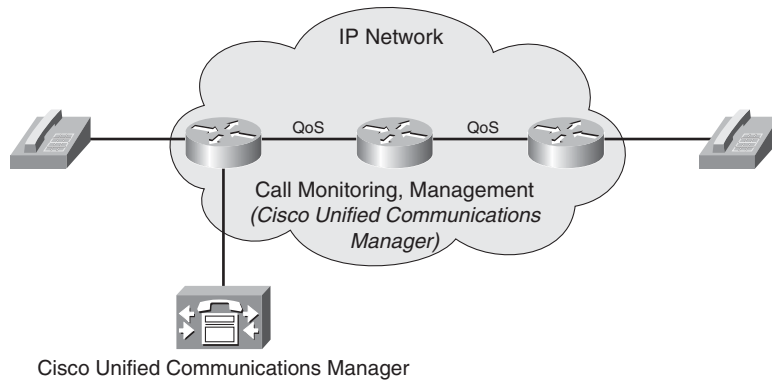 IP Network
QoS
QoS
Call Monitoring, Management
(Cisco Unified Communications
Manager)
Cisco Unified Communications Manager